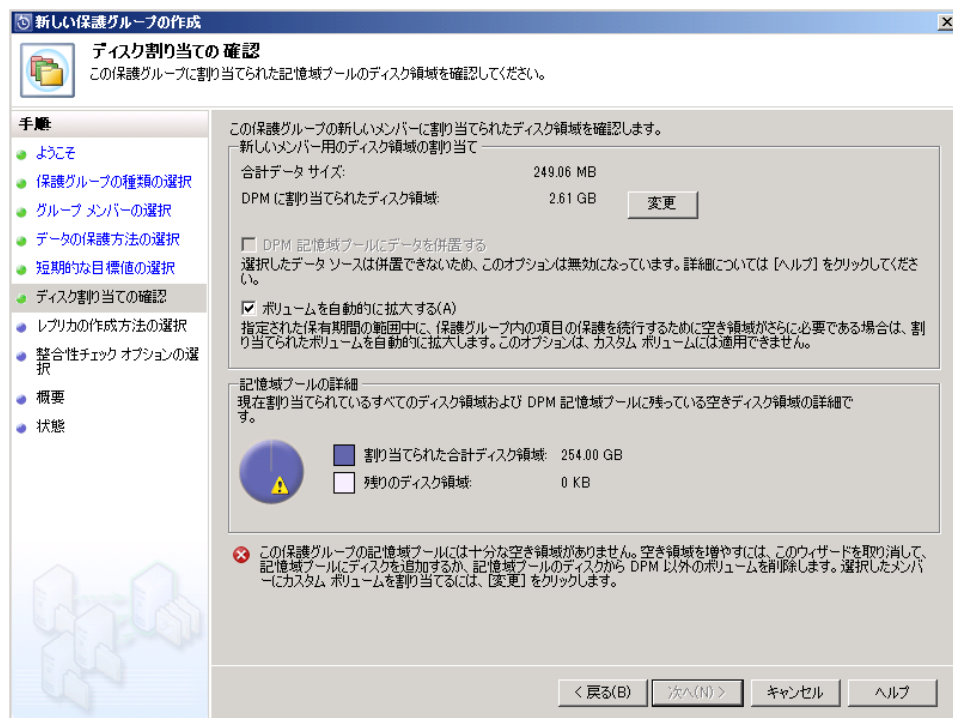 新しい保護グループの作成
ディスク割り当ての 確認
この保護グループに割り当てられた記憶域プールのディスク領域を確認してください。
手順
ようこそ
保護グループの種類の選択
グループ メンバーの選択
データの保護方法の選択
短期的な目標値の選択
ディスク割り当ての確認
レプリカの作成方法の選択
整合性チェック オプションの選
択
概要
状態
この保護グループの新しいメンバーに割り当てられたディスク領域を確認します。
新しいメンバー用のディスク領域の割り当て
合計データ サイズ: 249.06 MB
DPM に割り当てられたディスク領域: 2.61 GB 変更
DPM 記憶域プールにデータを併置する
選択したデータ ソースは併置できないため、このオプションは無効になっています。詳細については [ヘルプ] をクリックしてくださ
い。
ボリュームを自動的に拡大する(A)
指定された保有期間の範囲中に、保護グループ内の項目の保護を続行するために空き領域がさらに必要である場合は、割
り当てられたボリュームを自動的に拡大します。このオプションは、カスタム ボリュームには適用できません。
記憶域プールの詳細
現在割り当てられているすべてのディスク領域および DPM 記憶域プールに残っている空きディスク領域の詳細で
す。
割り当てられた合計ディスク領域: 254.00 GB
残りのディスク領域: 0 KB
この保護グループの記憶域プールには十分な空き領域がありません。空き領域を増やすには、このウィザードを取り消して、
記憶域プールにディスクを追加するか、記憶域プールのディスクから DPM 以外のボリュームを削除します。選択したメンバ
ーにカスタム ボリュームを割り当てるには、[変更] をクリックします。
< 戻る(B) 次へ(N) > キャンセル ヘルプ